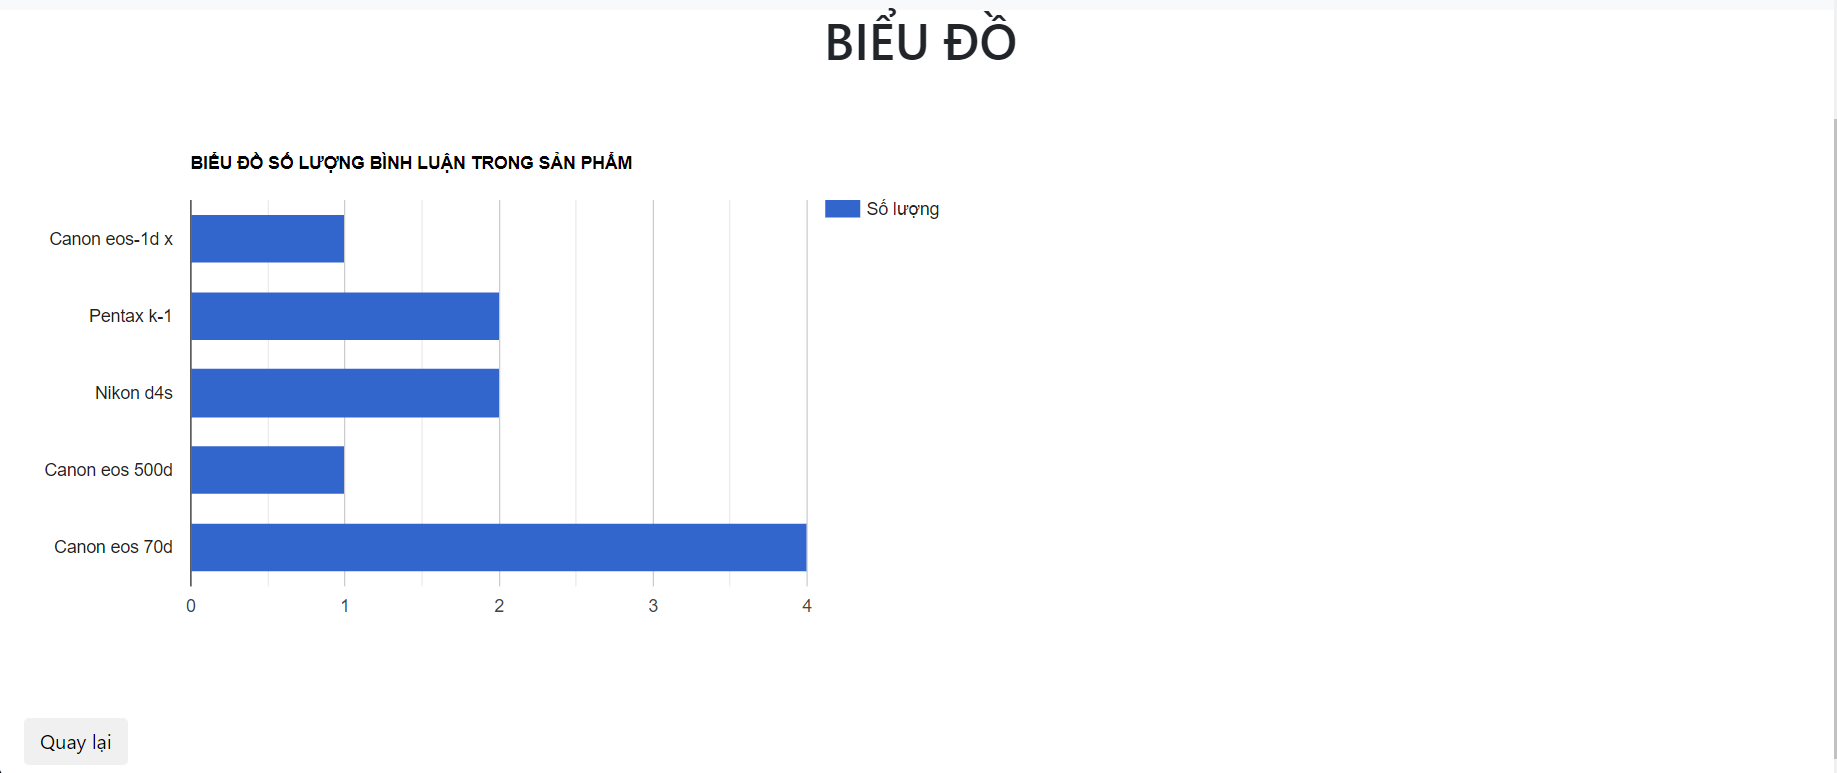 BIỂU ĐỒ
BIỂU ĐỒ SỐ LƯỢNG BÌNH LUẬN TRONG SẢN PHẨM
Số lượng
Canon eos-1d x
Pentax k-1
Nikon d4s
Canon eos 500d
Canon eos 70d
0 1 2 3 4
Quay lại